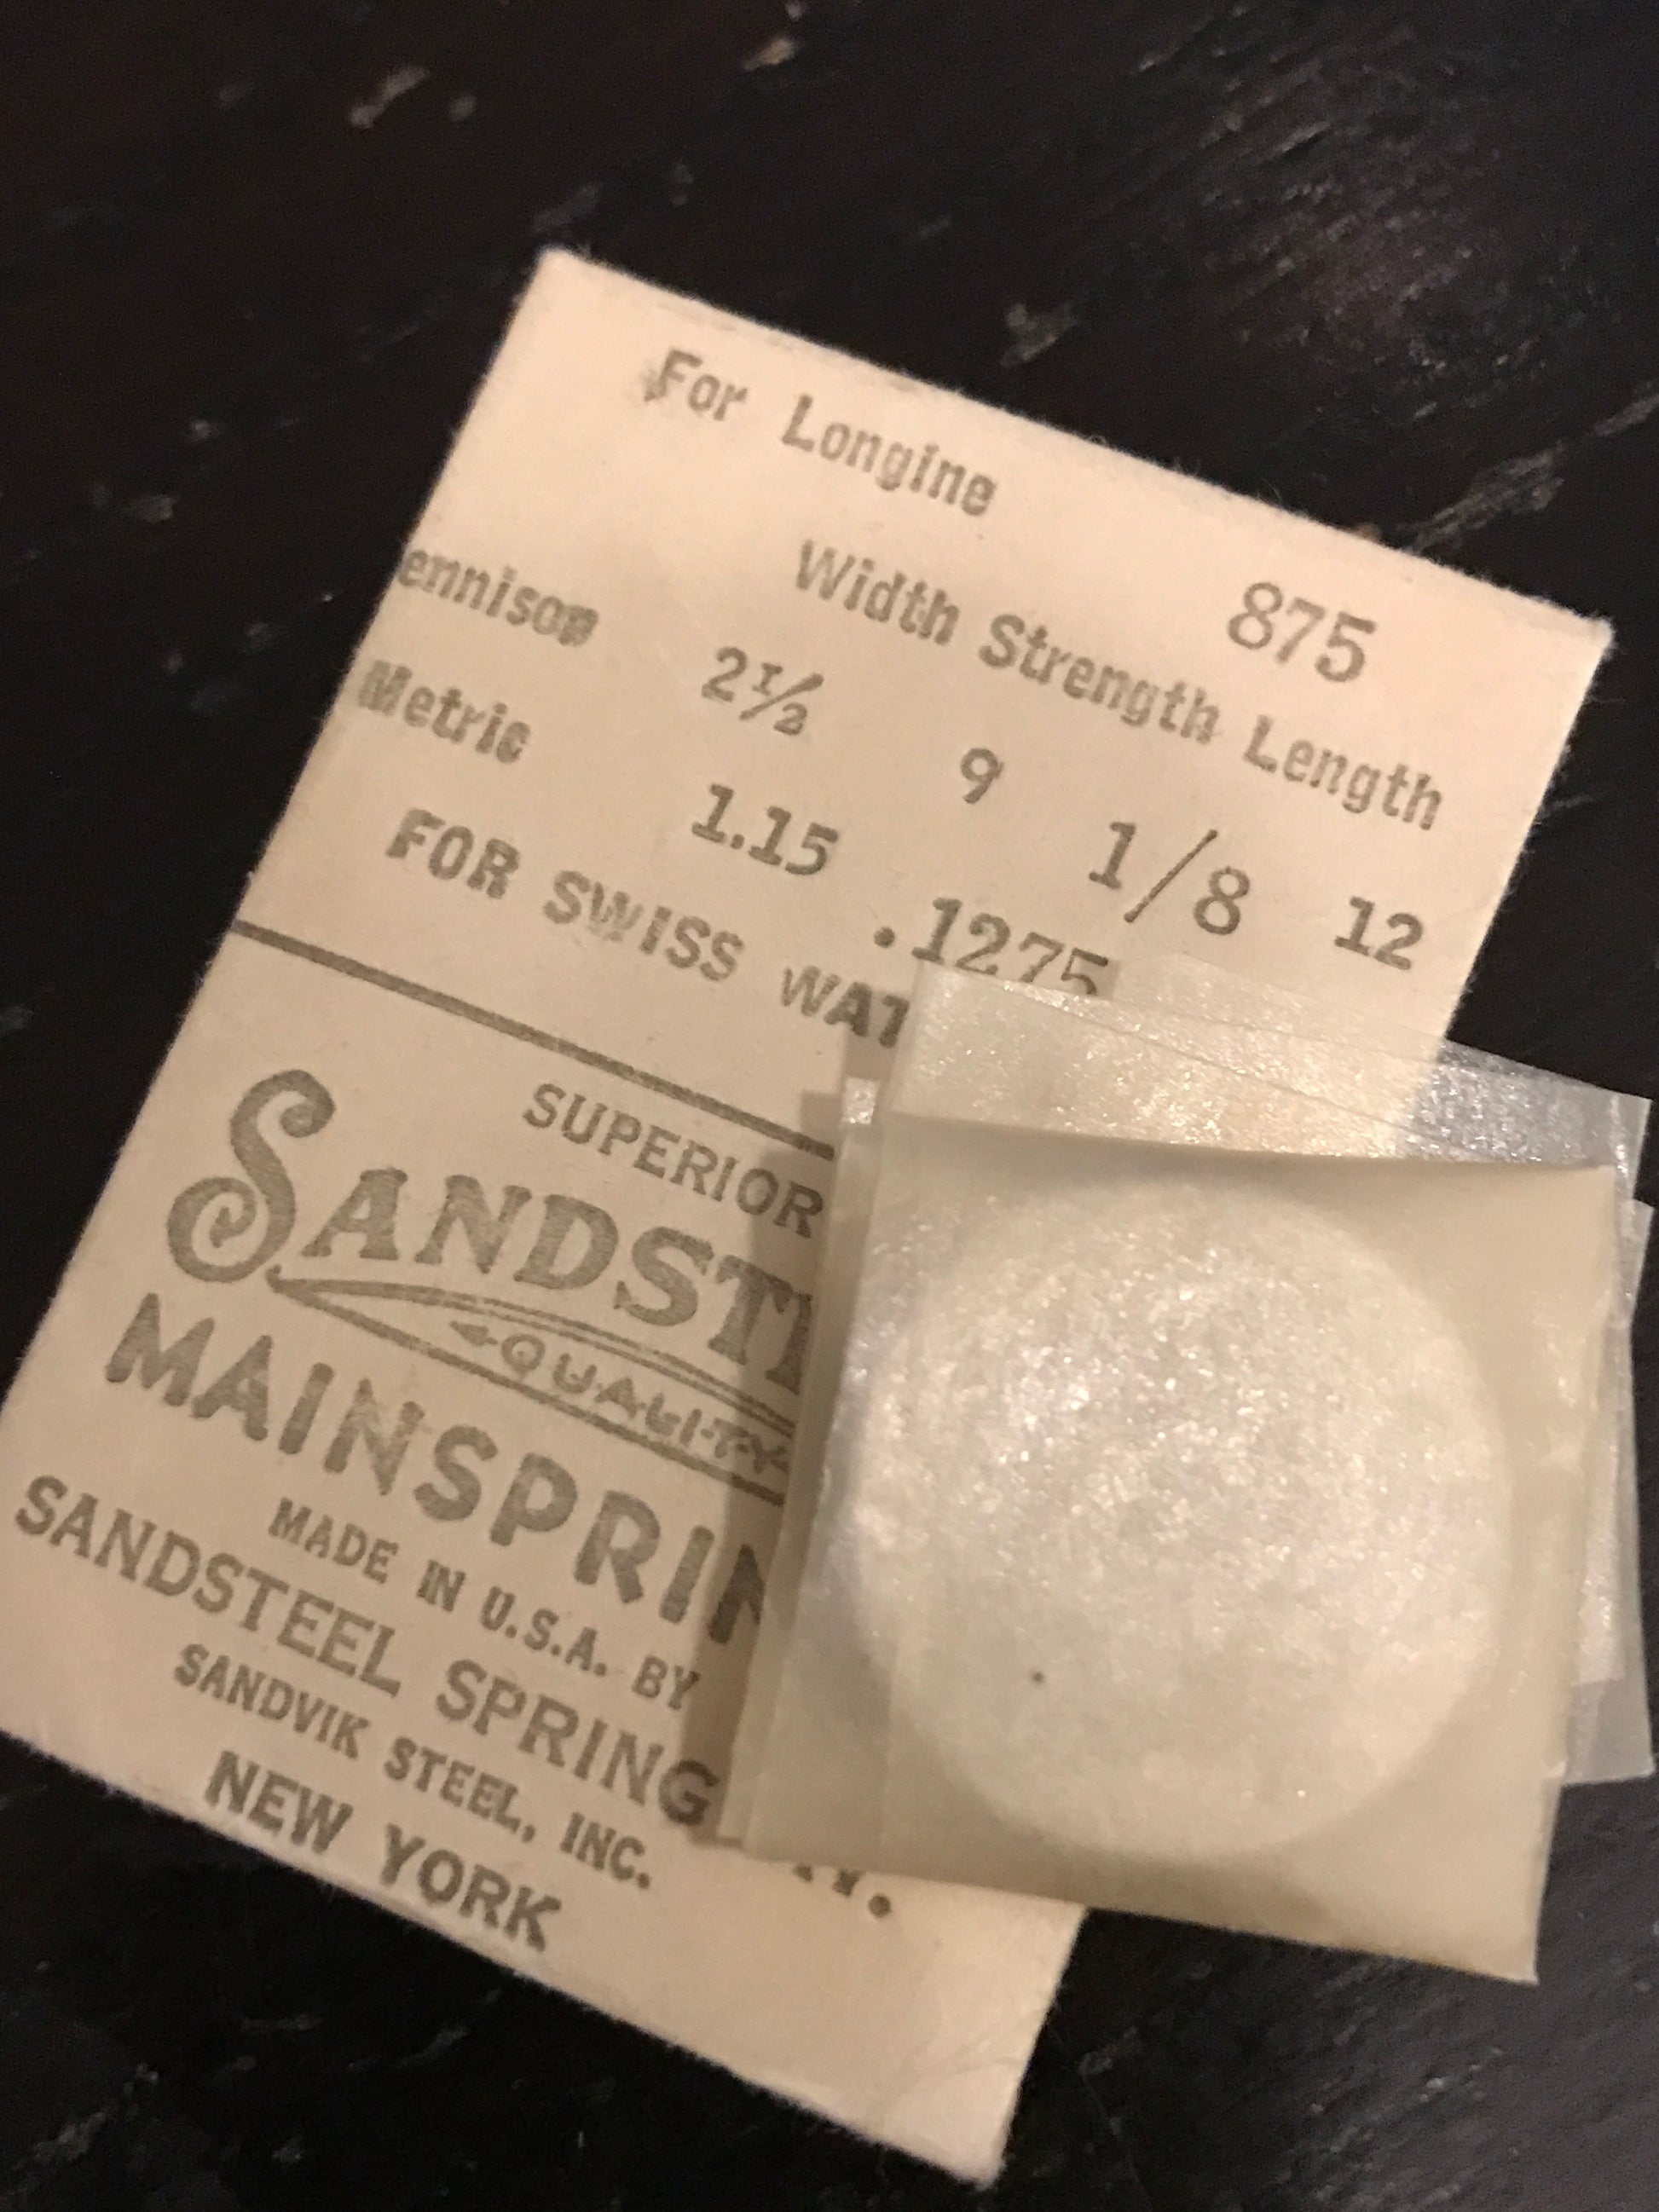 For Longine
875
Width Strength Length
ennison 2½ 9 1/8 12
Metric 1.15 .1275
FOR SWISS WAT
SUPERIOR
SANDST
QUALITY
MAINSPRIN
MADE IN U.S.A. BY
SANDSTEEL SPRING
SANDVIK STEEL, INC.
NEW YORK